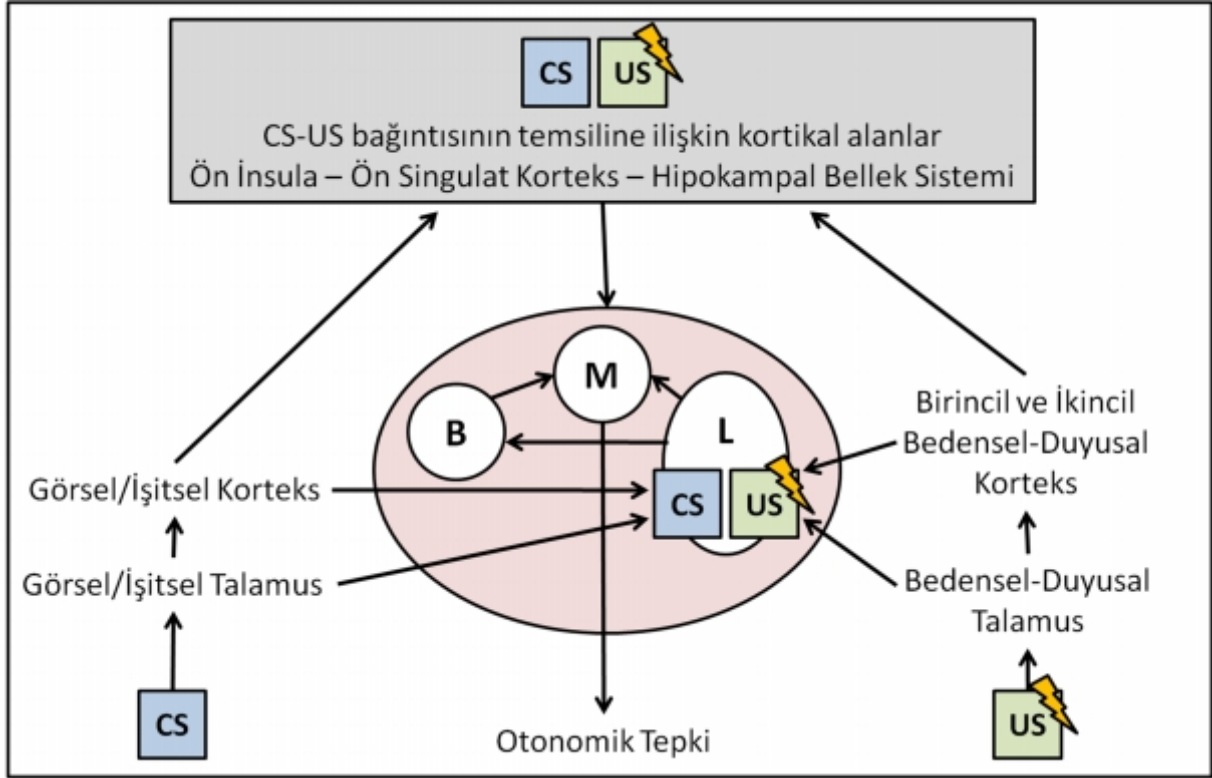 CS US
CS-US bağıntısının temsiline ilişkin kortikal alanlar
Ön İnsula – Ön Singulat Korteks – Hipokampal Bellek Sistemi
M
B
L
CS US
Görsel/İşitsel Korteks
Görsel/İşitsel Talamus
CS
Birincil ve İkincil
Bedensel-Duyusal
Korteks
Bedensel-Duyusal
Talamus
US
Otonomik Tepki